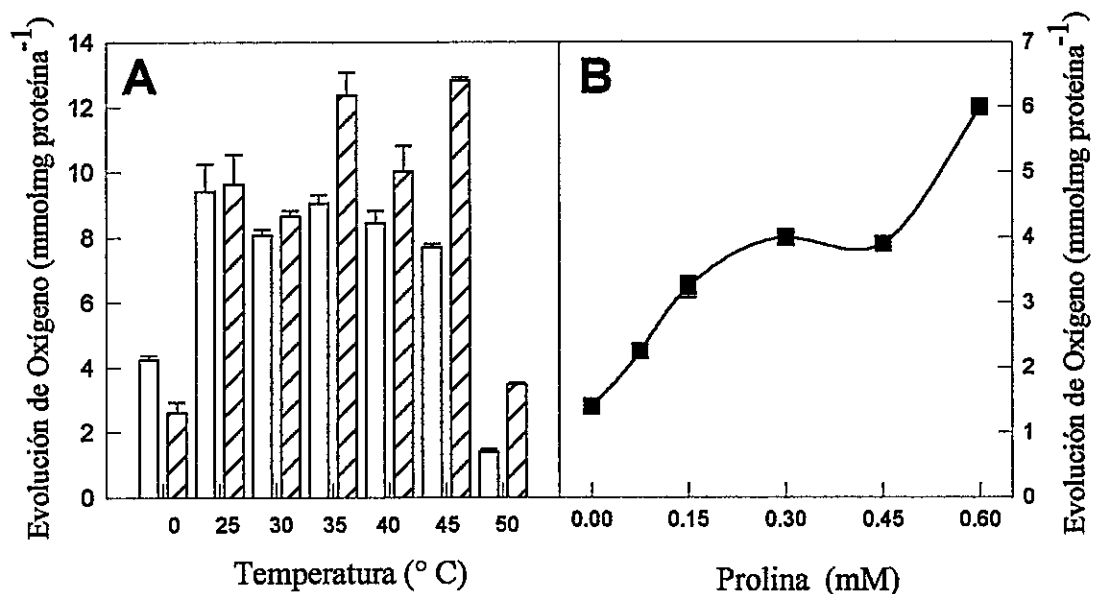 A
Evolución de Oxígeno (mmolmg proteína⁻¹)
14
12
10
8
6
4
2
0
0 25 30 35 40 45 50
Temperatura (° C)
B
Evolución de Oxígeno (mmolmg proteína⁻¹)
7
6
5
4
3
2
1
0
0.00 0.15 0.30 0.45 0.60
Prolina (mM)